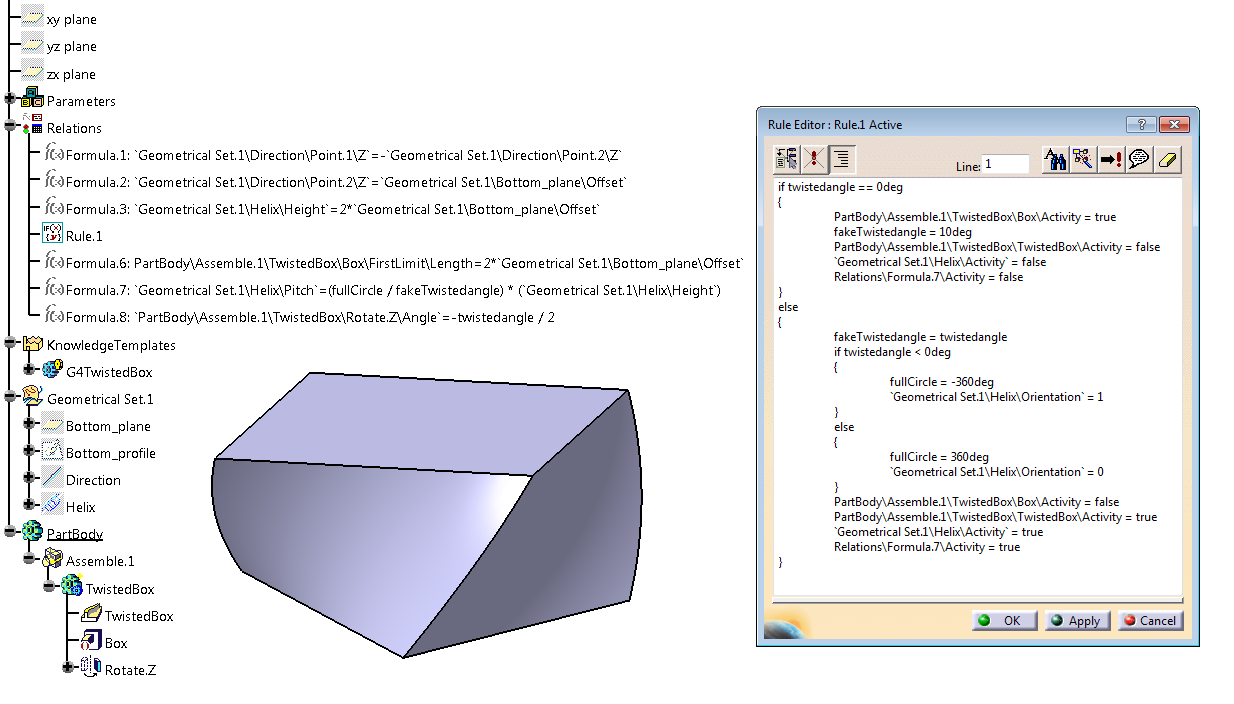 xy plane
yz plane
zx plane
Parameters
Relations
Formula.1: `Geometrical Set.1\Direction\Point.1\Z`=-`Geometrical Set.1\Direction\Point.2\Z`
Formula.2: `Geometrical Set.1\Direction\Point.2\Z`=`Geometrical Set.1\Bottom_plane\Offset`
Formula.3: `Geometrical Set.1\Helix\Height`=2*`Geometrical Set.1\Bottom_plane\Offset`
Rule.1
Formula.6: PartBody\Assemble.1\TwistedBox\Box\FirstLimit\Length=2*`Geometrical Set.1\Bottom_plane\Offset`
Formula.7: `Geometrical Set.1\Helix\Pitch`=(fullCircle / fakeTwistedangle) * (`Geometrical Set.1\Helix\Height`)
Formula.8: `PartBody\Assemble.1\TwistedBox\Rotate.Z\Angle`=-twistedangle / 2
KnowledgeTemplates
G4TwistedBox
Geometrical Set.1
Bottom_plane
Bottom_profile
Direction
Helix
PartBody
Assemble.1
TwistedBox
TwistedBox
Box
Rotate.Z
Rule Editor : Rule.1 Active
Line: 1
if twistedangle == 0deg
{
PartBody\Assemble.1\TwistedBox\Box\Activity = true
fakeTwistedangle = 10deg
PartBody\Assemble.1\TwistedBox\TwistedBox\Activity = false
`Geometrical Set.1\Helix\Activity` = false
Relations\Formula.7\Activity = false
}
else
{
fakeTwistedangle = twistedangle
if twistedangle < 0deg
{
fullCircle = -360deg
`Geometrical Set.1\Helix\Orientation` = 1
}
else
{
fullCircle = 360deg
`Geometrical Set.1\Helix\Orientation` = 0
}
PartBody\Assemble.1\TwistedBox\Box\Activity = false
PartBody\Assemble.1\TwistedBox\TwistedBox\Activity = true
`Geometrical Set.1\Helix\Activity` = true
Relations\Formula.7\Activity = true
}
OK
Apply
Cancel